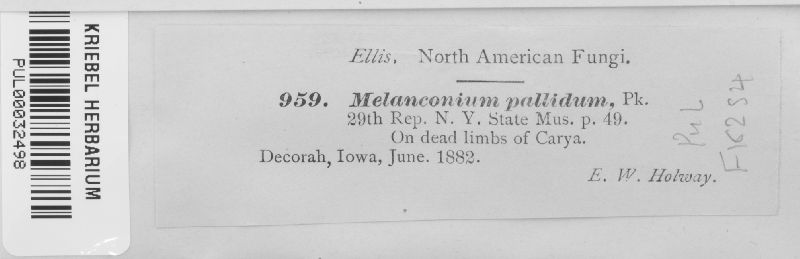 KRIEBEL HERBARIUM
PUL00032498
Ellis, North American Fungi.
959. Melanconium pallidum, Pk.
29th Rep. N. Y. State Mus. p. 49.
On dead limbs of Carya.
Decorah, Iowa, June. 1882.
E. W. Holway.
PUL
F16254